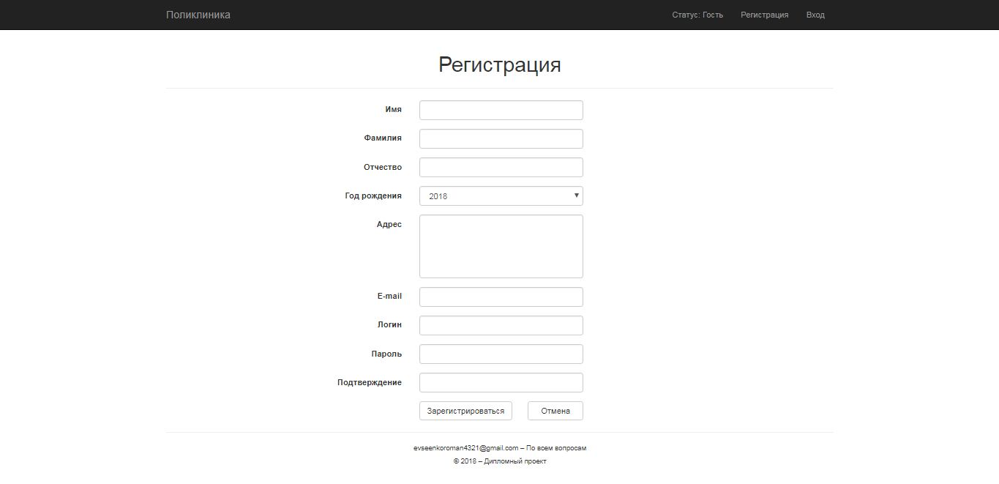 Поликлиника Статус: Гость Регистрация Вход
Регистрация
Имя
Фамилия
Отчество
Год рождения 2018
Адрес
E-mail
Логин
Пароль
Подтверждение
Зарегистрироваться Отмена
evseenkoroman4321@gmail.com – По всем вопросам
© 2018 – Дипломный проект